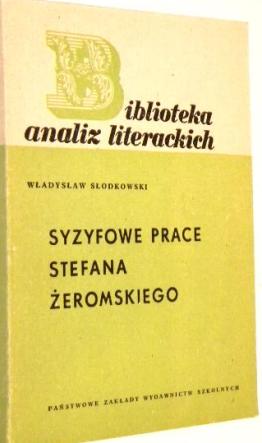 Biblioteka
analiz literackich
WŁADYSŁAW SŁODKOWSKI
SYZYFOWE PRACE
STEFANA
ŻEROMSKIEGO
PAŃSTWOWE ZAKŁADY WYDAWNICTW SZKOLNYCH